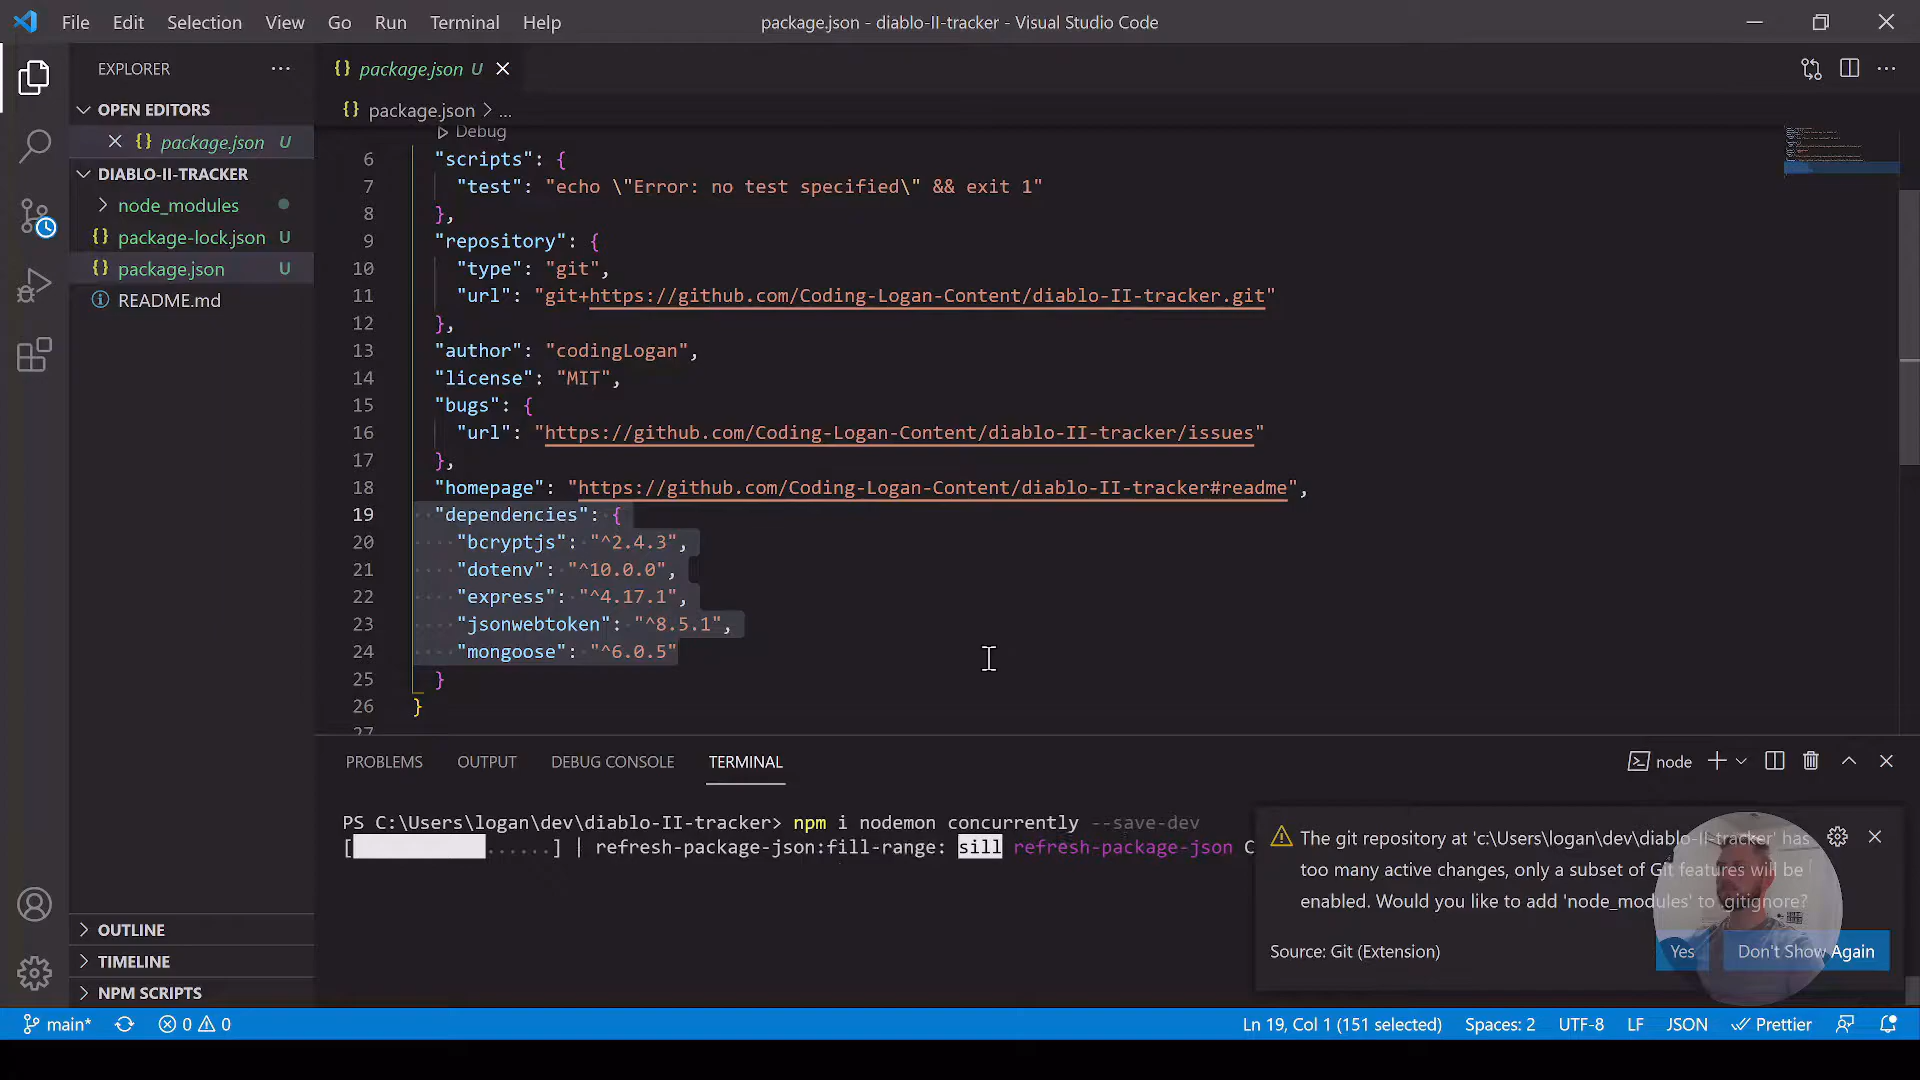 File Edit Selection View Go Run Terminal Help
package.json - diablo-II-tracker - Visual Studio Code
EXPLORER
OPEN EDITORS
package.json U
DIABLO-II-TRACKER
node_modules
package-lock.json U
package.json U
README.md
OUTLINE
TIMELINE
NPM SCRIPTS
package.json U
package.json > ...
Debug
6 "scripts": {
7 "test": "echo \"Error: no test specified\" && exit 1"
8 },
9 "repository": {
10 "type": "git",
11 "url": "git+https://github.com/Coding-Logan-Content/diablo-II-tracker.git"
12 },
13 "author": "codingLogan",
14 "license": "MIT",
15 "bugs": {
16 "url": "https://github.com/Coding-Logan-Content/diablo-II-tracker/issues"
17 },
18 "homepage": "https://github.com/Coding-Logan-Content/diablo-II-tracker#readme",
19 "dependencies": {
20 "bcryptjs": "^2.4.3",
21 "dotenv": "^10.0.0",
22 "express": "^4.17.1",
23 "jsonwebtoken": "^8.5.1",
24 "mongoose": "^6.0.5"
25 }
26 }
27
PROBLEMS OUTPUT DEBUG CONSOLE TERMINAL
node
PS C:\Users\logan\dev\diablo-II-tracker> npm i nodemon concurrently --save-dev
[ ......] | refresh-package-json:fill-range: sill refresh-package-json C
The git repository at 'c:\Users\logan\dev\diablo-II-tracker' has
too many active changes, only a subset of Git features will be
enabled. Would you like to add 'node_modules' to .gitignore?
Source: Git (Extension)
Yes
Don't Show Again
main* 0 0
Ln 19, Col 1 (151 selected) Spaces: 2 UTF-8 LF JSON Prettier